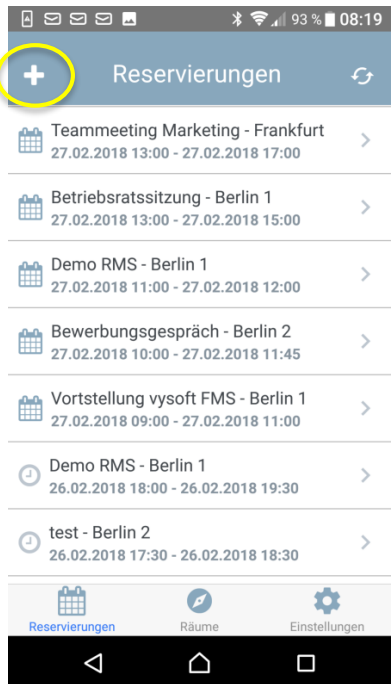 93 % 08:19
Reservierungen
Teammeeting Marketing - Frankfurt
27.02.2018 13:00 - 27.02.2018 17:00
Betriebsratssitzung - Berlin 1
27.02.2018 13:00 - 27.02.2018 15:00
Demo RMS - Berlin 1
27.02.2018 11:00 - 27.02.2018 12:00
Bewerbungsgespräch - Berlin 2
27.02.2018 10:00 - 27.02.2018 11:45
Vortstellung vysoft FMS - Berlin 1
27.02.2018 09:00 - 27.02.2018 11:00
Demo RMS - Berlin 1
26.02.2018 18:00 - 26.02.2018 19:30
test - Berlin 2
26.02.2018 17:30 - 26.02.2018 18:30
Reservierungen Räume Einstellungen